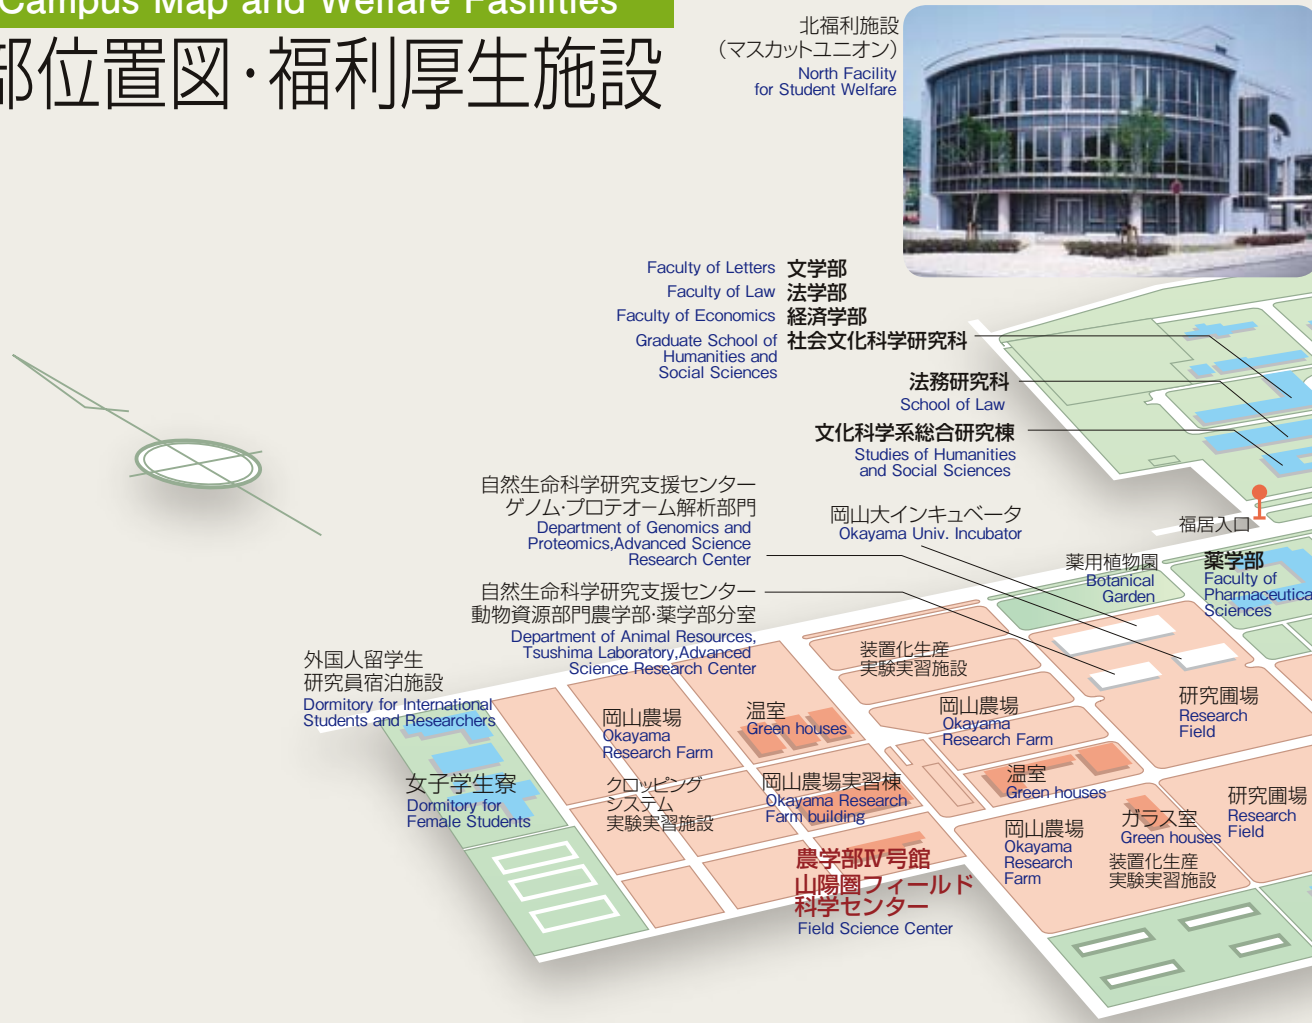 Campus Map and Welfare Fasilities
部位置図・福利厚生施設
北福利施設
（マスカットユニオン）
North Facility
for Student Welfare
Faculty of Letters 文学部
Faculty of Law 法学部
Faculty of Economics 経済学部
Graduate School of 社会文化科学研究科
Humanities and
Social Sciences
法務研究科
School of Law
文化科学系総合研究棟
Studies of Humanities
and Social Sciences
自然生命科学研究支援センター
ゲノム・プロテオーム解析部門
Department of Genomics and
Proteomics,Advanced Science
Research Center
岡山大インキュベータ
Okayama Univ. Incubator
福居入口
薬用植物園
Botanical
Garden
薬学部
Faculty of
Pharmaceutica
Sciences
自然生命科学研究支援センター
動物資源部門農学部・薬学部分室
Department of Animal Resources,
Tsushima Laboratory,Advanced
Science Research Center
装置化生産
実験実習施設
外国人留学生
研究員宿泊施設
Dormitory for International
Students and Researchers
岡山農場
Okayama
Research Farm
温室
Green houses
岡山農場
Okayama
Research Farm
研究圃場
Research
Field
女子学生寮
Dormitory for
Female Students
クロッピング
システム
実験実習施設
岡山農場実習棟
Okayama Research
Farm building
温室
Green houses
岡山農場
Okayama
Research
Farm
ガラス室
Green houses
装置化生産
実験実習施設
研究圃場
Research
Field
農学部Ⅳ号館
山陽圏フィールド
科学センター
Field Science Center